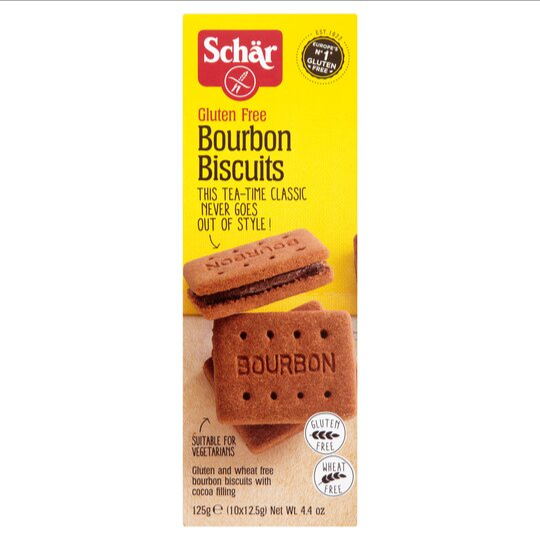 Schär
EST 1922
EUROPE'S
N°1*
GLUTEN
FREE
Gluten Free
Bourbon
Biscuits
THIS TEA-TIME CLASSIC
NEVER GOES
OUT OF STYLE!
BOURBON
BOURBON
GLUTEN
FREE
SUITABLE FOR
VEGETARIANS
WHEAT
FREE
Gluten and wheat free
bourbon biscuits with
cocoa filling
125g ℮ (10x12.5g) Net Wt. 4.4 oz